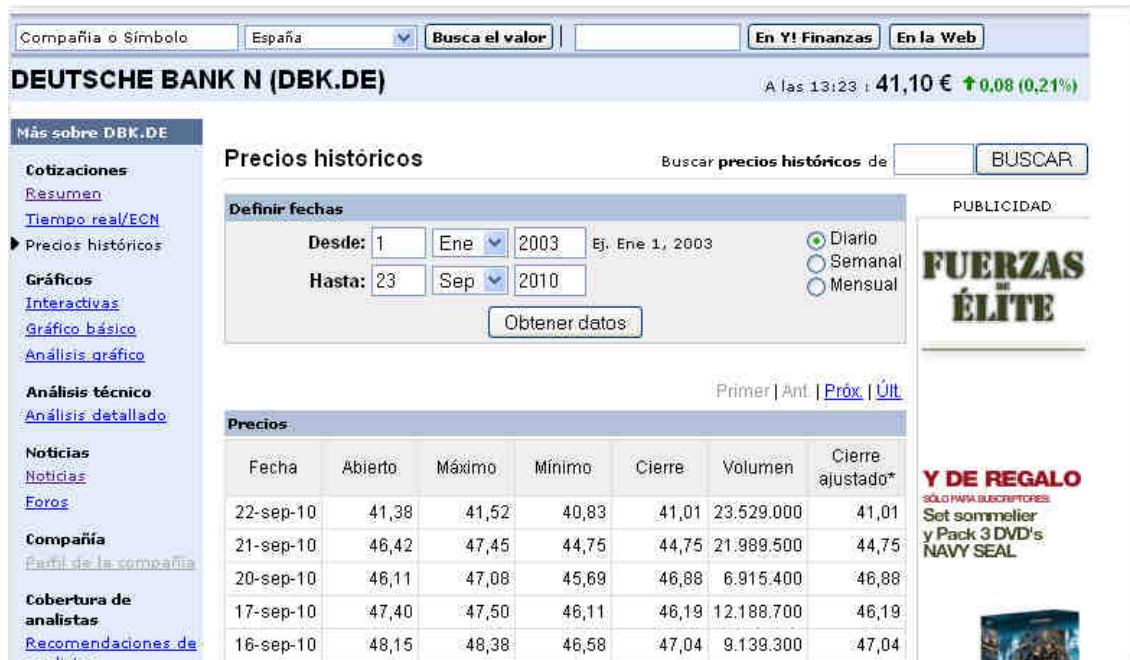 Compañia o Símbolo España Busca el valor En Y! Finanzas En la Web
DEUTSCHE BANK N (DBK.DE) A las 13:23 : 41,10 € 0,08 (0,21%)
Más sobre DBK.DE
Cotizaciones
Resumen
Tiempo real/ECN
Precios históricos
Gráficos
Interactivas
Gráfico básico
Análisis gráfico
Análisis técnico
Análisis detallado
Noticias
Noticias
Foros
Compañía
Perfil de la compañía
Cobertura de
analistas
Recomendaciones de
Precios históricos Buscar precios históricos de BUSCAR
Definir fechas
Desde: 1 Ene 2003 Ej. Ene 1, 2003
Hasta: 23 Sep 2010
Diario
Semanal
Mensual
Obtener datos
Primer | Ant. | Próx. | Últ.
Precios
Fecha Abierto Máximo Mínimo Cierre Volumen Cierre ajustado*
22-sep-10 41,38 41,52 40,83 41,01 23.529.000 41,01
21-sep-10 46,42 47,45 44,75 44,75 21.989.500 44,75
20-sep-10 46,11 47,08 45,69 46,88 6.915.400 46,88
17-sep-10 47,40 47,50 46,11 46,19 12.188.700 46,19
16-sep-10 48,15 48,38 46,58 47,04 9.139.300 47,04
PUBLICIDAD
FUERZAS
DE
ÉLITE
Y DE REGALO
SÓLO PARA SUSCRIPTORES:
Set sommelier
y Pack 3 DVD's
NAVY SEAL